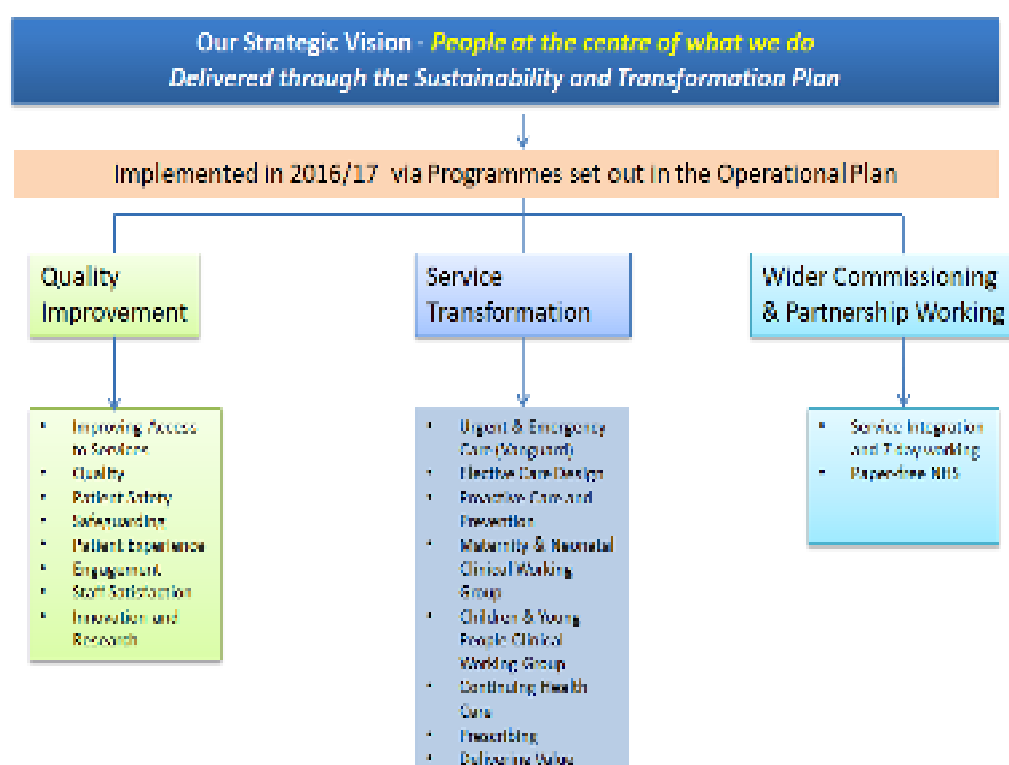 Our Strategic Vision - People at the centre of what we do
Delivered through the Sustainability and Transformation Plan
Implemented in 2016/17 via Programmes set out in the Operational Plan
Quality
Improvement
Service
Transformation
Wider Commissioning
& Partnership Working
• Improving Access
to Services
• Quality
• Patient Safety
• Safeguarding
• Patient Experience
• Engagement
• Staff Satisfaction
• Innovation and
Research
• Urgent & Emergency
Care (Vanguard)
• Elective Care Design
• Proactive Care and
Prevention
• Maternity & Neonatal
Clinical Working
Group
• Children & Young
People Clinical
Working Group
• Continuing Health
Care
• Prescribing
• Delivering Value
• Service Integration
and 7 day working
• Paper-free NHS